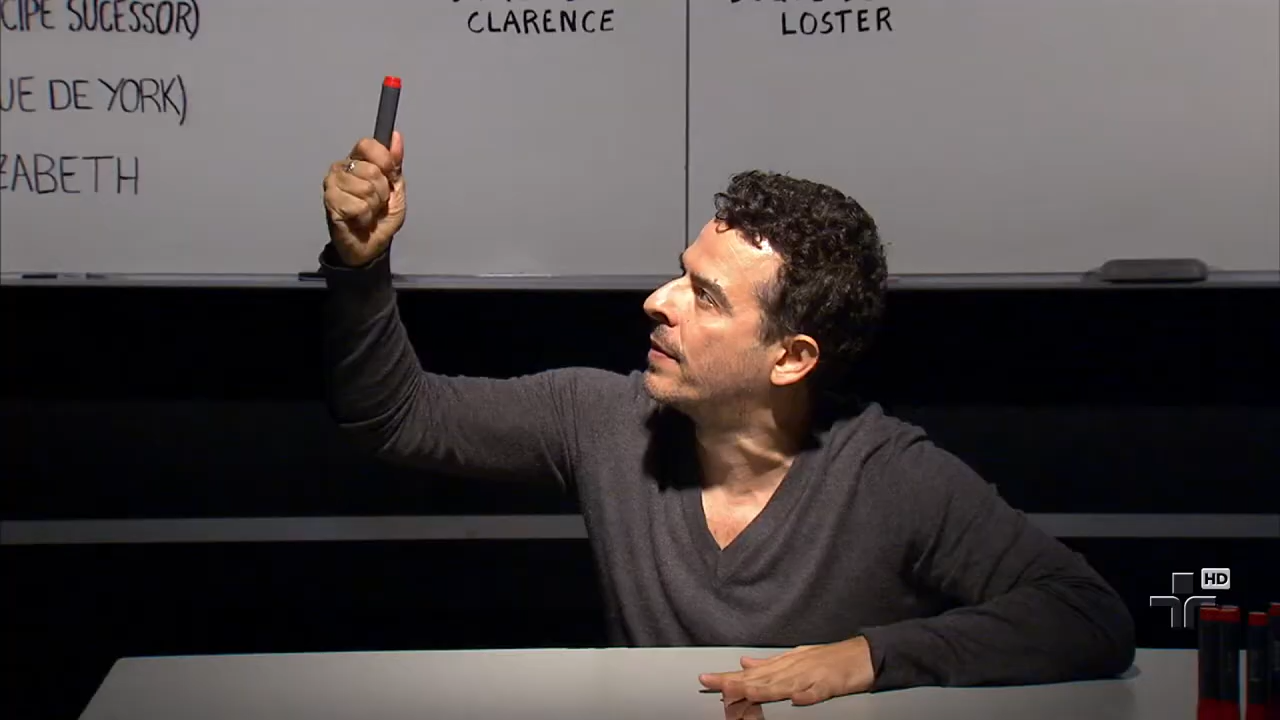 CIPE SUCESSOR)
UE DE YORK)
ZABETH
CLARENCE
LOSTER
HD